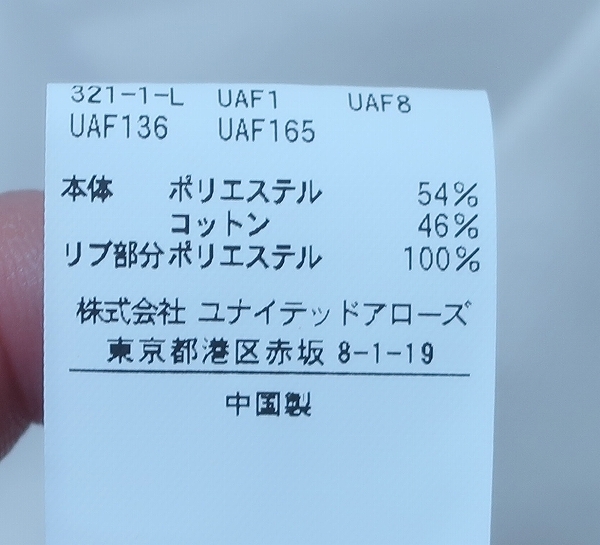 321-1-L UAF1 UAF8
UAF136 UAF165
本体 ポリエステル 54%
コットン 46%
リブ部分 ポリエステル 100%
株式会社 ユナイテッドアローズ
東京都港区赤坂 8-1-19
中国製